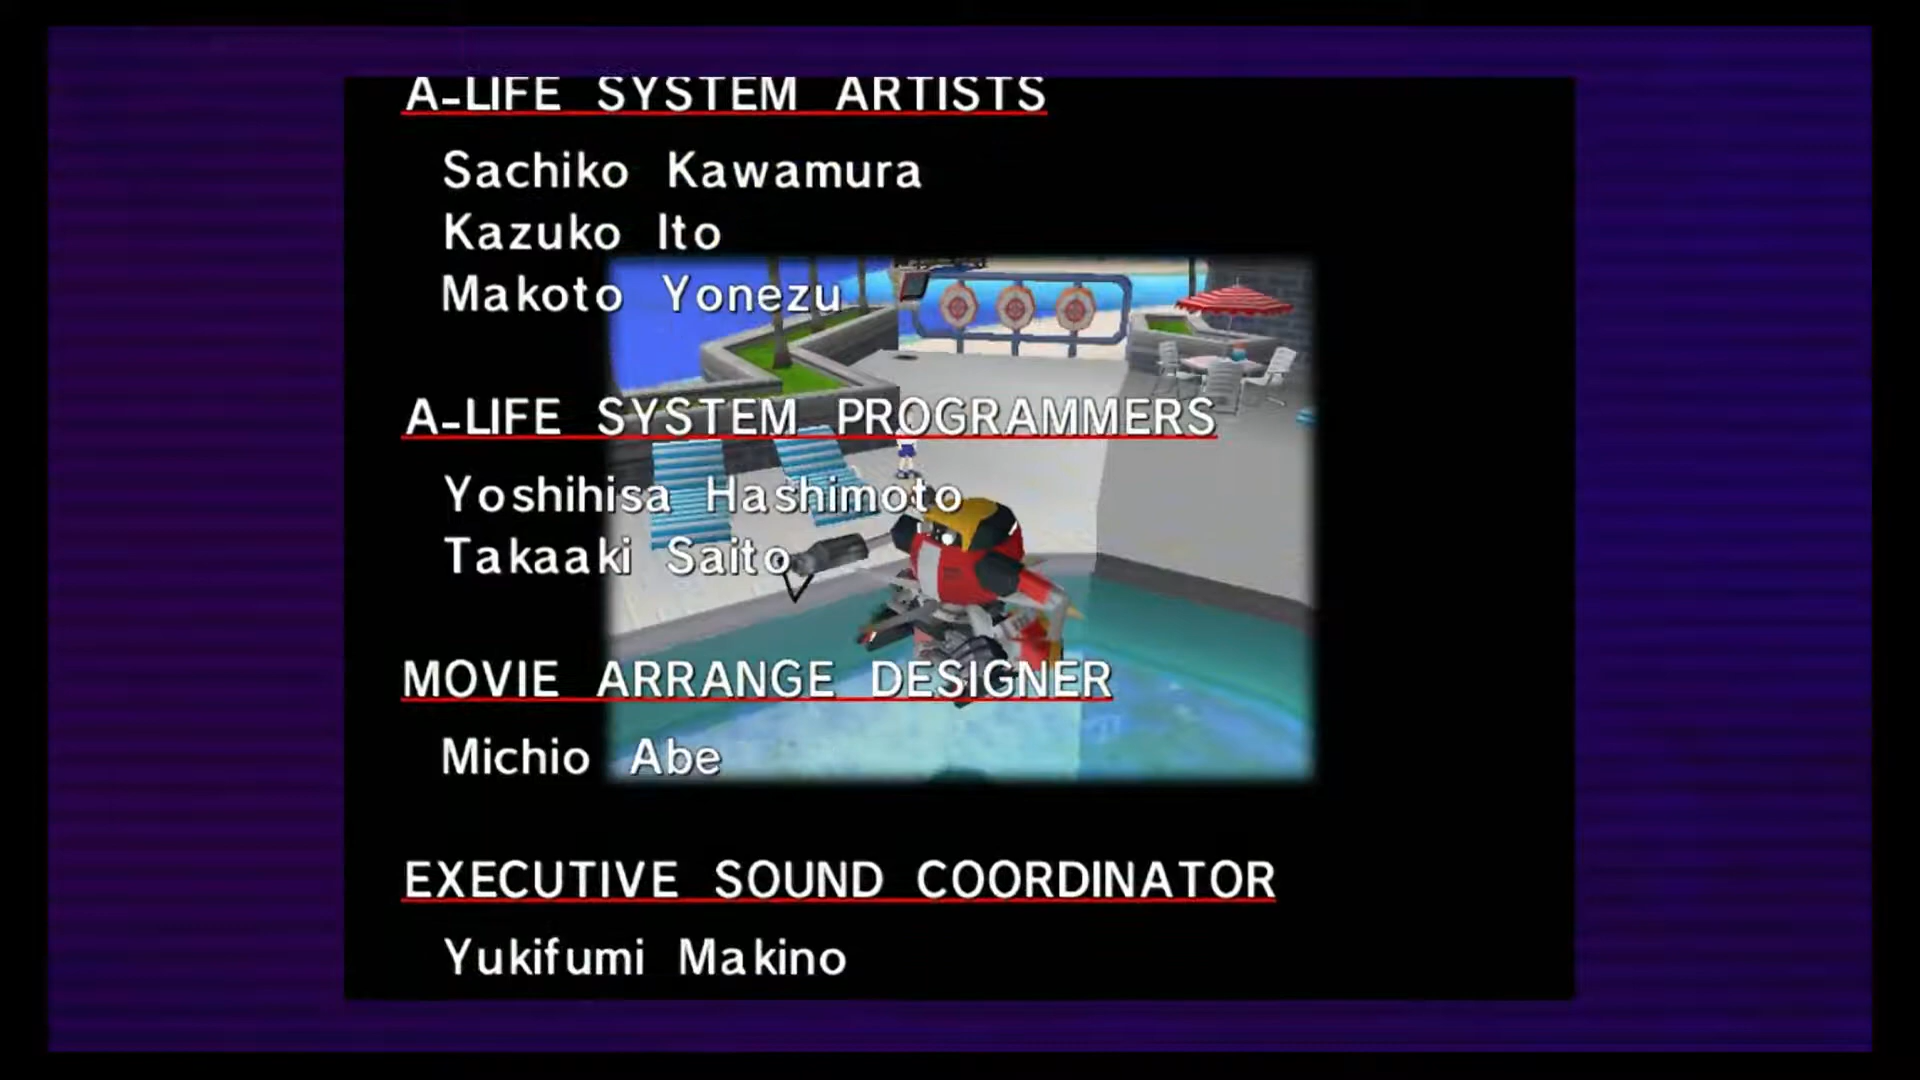 A-LIFE SYSTEM ARTISTS
Sachiko Kawamura
Kazuko Ito
Makoto Yonezu
A-LIFE SYSTEM PROGRAMMERS
Yoshihisa Hashimoto
Takaaki Saito
MOVIE ARRANGE DESIGNER
Michio Abe
EXECUTIVE SOUND COORDINATOR
Yukifumi Makino